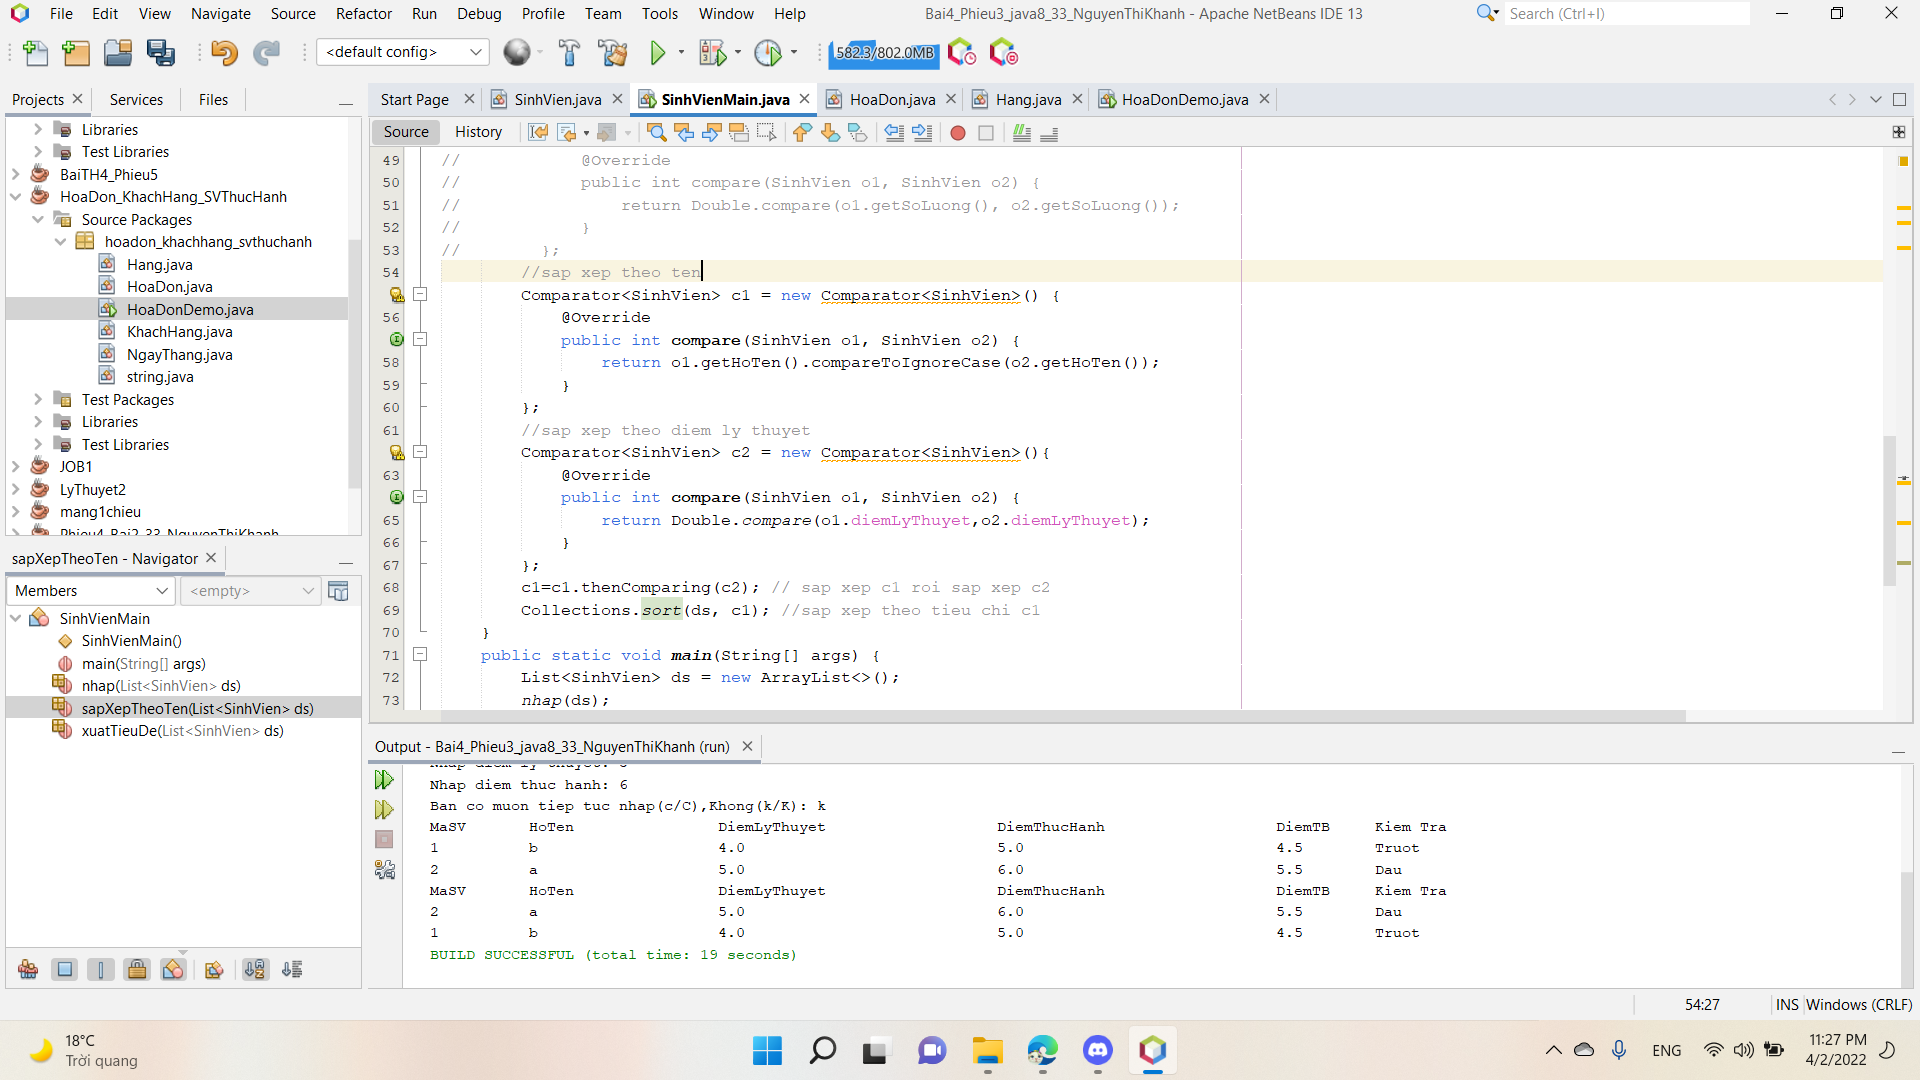 File Edit View Navigate Source Refactor Run Debug Profile Team Tools Window Help
Bai4_Phieu3_java8_33_NguyenThiKhanh - Apache NetBeans IDE 13
Search (Ctrl+I)
<default config>
582.3/802.0MB
Projects Services Files
Start Page SinhVien.java SinhVienMain.java HoaDon.java Hang.java HoaDonDemo.java
Source History
Libraries
Test Libraries
BaiTH4_Phieu5
HoaDon_KhachHang_SVThucHanh
Source Packages
hoadon_khachhang_svthuchanh
Hang.java
HoaDon.java
HoaDonDemo.java
KhachHang.java
NgayThang.java
string.java
Test Packages
Libraries
Test Libraries
JOB1
LyThuyet2
mang1chieu
Phieu4_Bai2_33_NguyenThiKhanh
49 // @Override
50 // public int compare(SinhVien o1, SinhVien o2) {
51 // return Double.compare(o1.getSoLuong(), o2.getSoLuong());
52 // }
53 // };
54 //sap xep theo ten
Comparator<SinhVien> c1 = new Comparator<SinhVien>() {
56 @Override
public int compare(SinhVien o1, SinhVien o2) {
58 return o1.getHoTen().compareToIgnoreCase(o2.getHoTen());
59 }
60 };
61 //sap xep theo diem ly thuyet
Comparator<SinhVien> c2 = new Comparator<SinhVien>(){
63 @Override
public int compare(SinhVien o1, SinhVien o2) {
65 return Double.compare(o1.diemLyThuyet,o2.diemLyThuyet);
66 }
67 };
68 c1=c1.thenComparing(c2); // sap xep c1 roi sap xep c2
69 Collections.sort(ds, c1); //sap xep theo tieu chi c1
70 }
71 public static void main(String[] args) {
72 List<SinhVien> ds = new ArrayList<>();
73 nhap(ds);
sapXepTheoTen - Navigator
Members <empty>
SinhVienMain
SinhVienMain()
main(String[] args)
nhap(List<SinhVien> ds)
sapXepTheoTen(List<SinhVien> ds)
xuatTieuDe(List<SinhVien> ds)
Output - Bai4_Phieu3_java8_33_NguyenThiKhanh (run)
Nhap diem thuc hanh: 6
Ban co muon tiep tuc nhap(c/C),Khong(k/K): k
MaSV HoTen DiemLyThuyet DiemThucHanh DiemTB Kiem Tra
1 b 4.0 5.0 4.5 Truot
2 a 5.0 6.0 5.5 Dau
MaSV HoTen DiemLyThuyet DiemThucHanh DiemTB Kiem Tra
2 a 5.0 6.0 5.5 Dau
1 b 4.0 5.0 4.5 Truot
BUILD SUCCESSFUL (total time: 19 seconds)
54:27 INS Windows (CRLF)
18°C
Trời quang
ENG
11:27 PM
4/2/2022